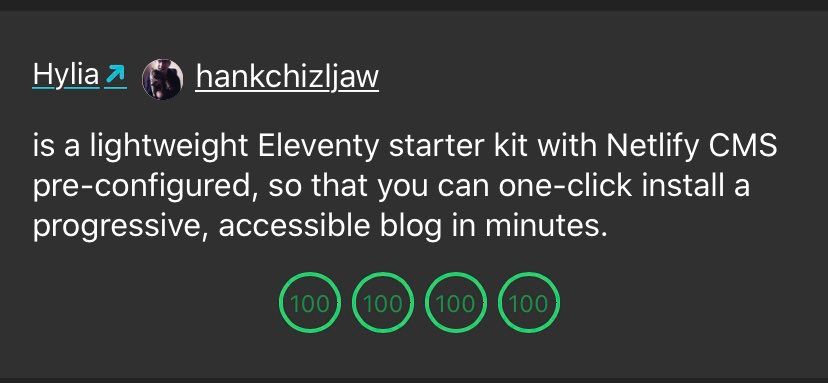 Hylia hankchizljaw
is a lightweight Eleventy starter kit with Netlify CMS
pre-configured, so that you can one-click install a
progressive, accessible blog in minutes.
100 100 100 100